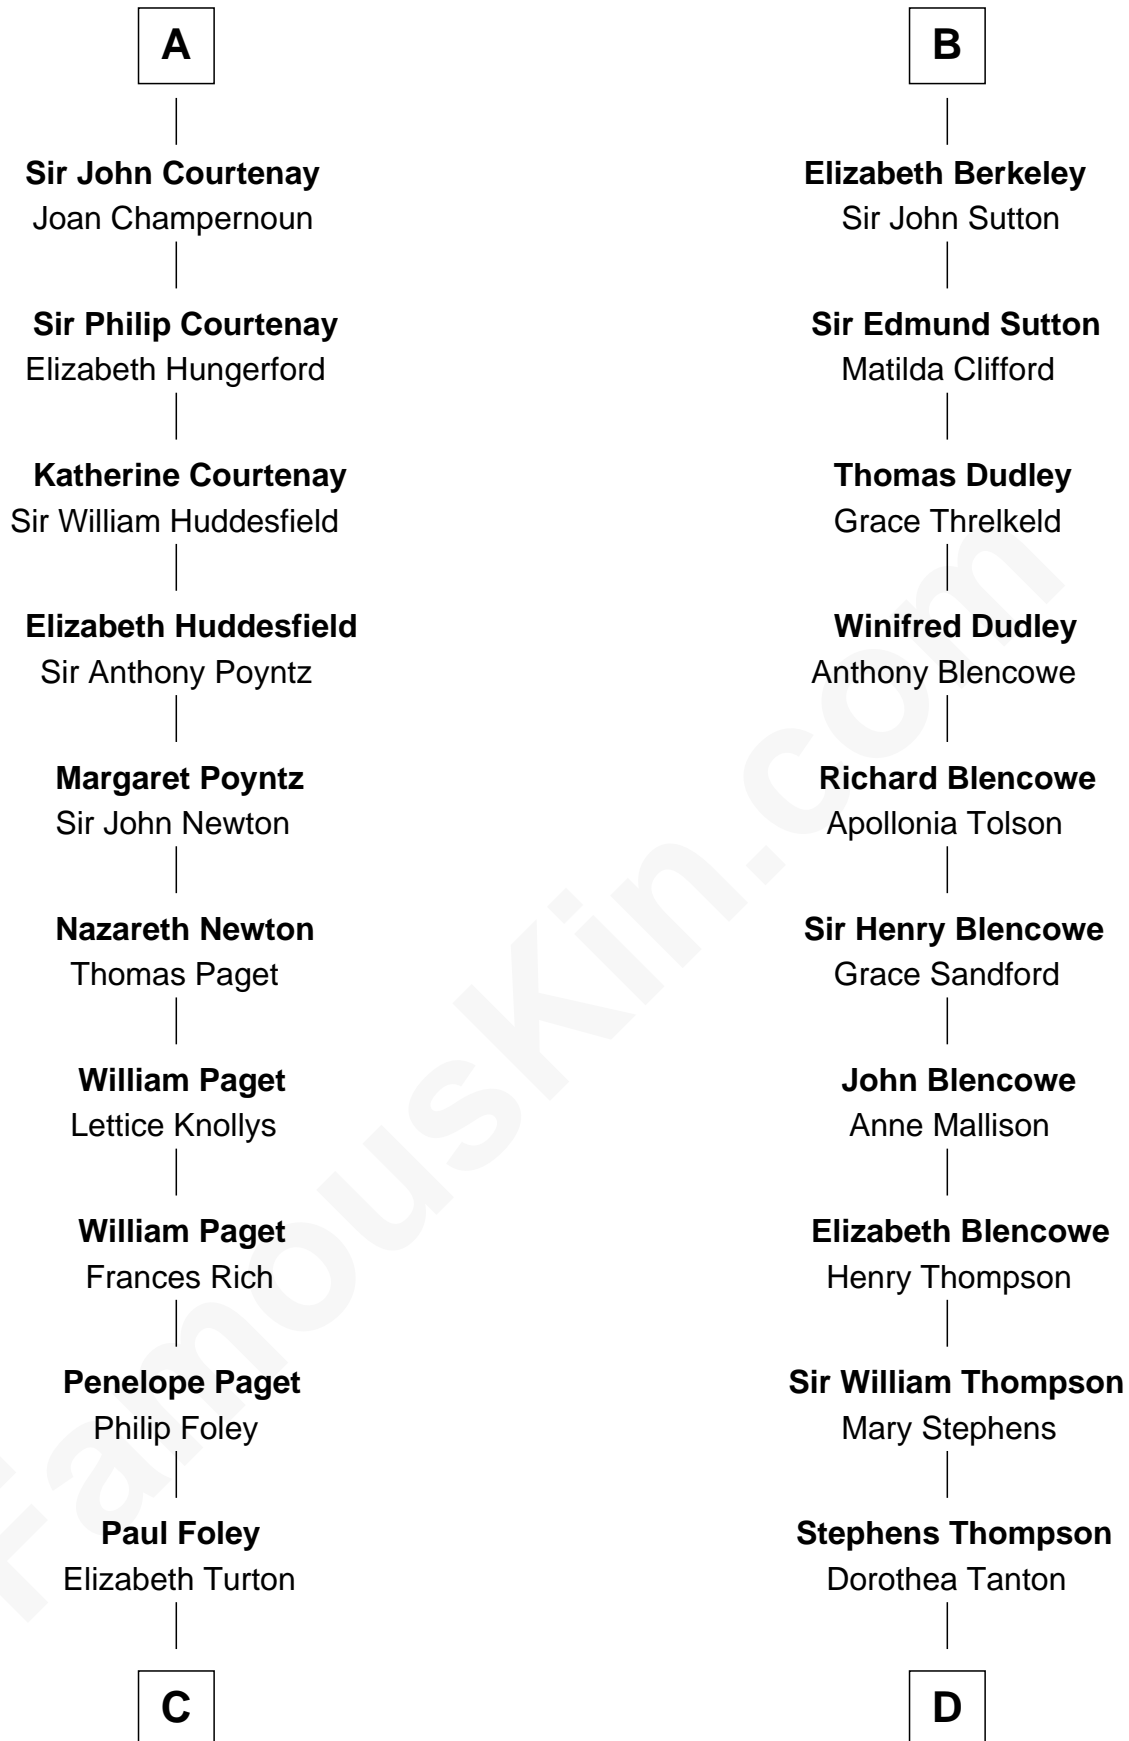 A
Sir John Courtenay
Joan Champernoun
Sir Philip Courtenay
Elizabeth Hungerford
Katherine Courtenay
Sir William Huddesfield
Elizabeth Huddesfield
Sir Anthony Poyntz
Margaret Poyntz
Sir John Newton
Nazareth Newton
Thomas Paget
William Paget
Lettice Knollys
William Paget
Frances Rich
Penelope Paget
Philip Foley
Paul Foley
Elizabeth Turton
C
B
Elizabeth Berkeley
Sir John Sutton
Sir Edmund Sutton
Matilda Clifford
Thomas Dudley
Grace Threlkeld
Winifred Dudley
Anthony Blencowe
Richard Blencowe
Apollonia Tolson
Sir Henry Blencowe
Grace Sandford
John Blencowe
Anne Mallison
Elizabeth Blencowe
Henry Thompson
Sir William Thompson
Mary Stephens
Stephens Thompson
Dorothea Tanton
D
FamousKin.com